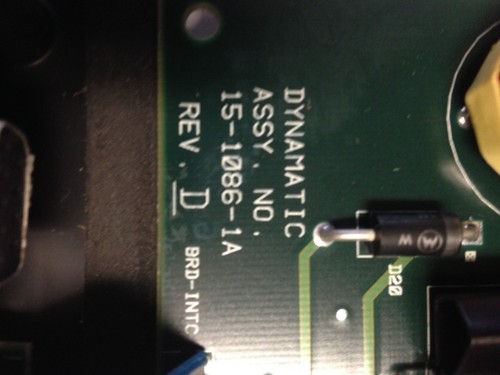 DYNAMATIC
ASSY. NO.
15-1086-1A
REV. D
BRD-INTC
D20